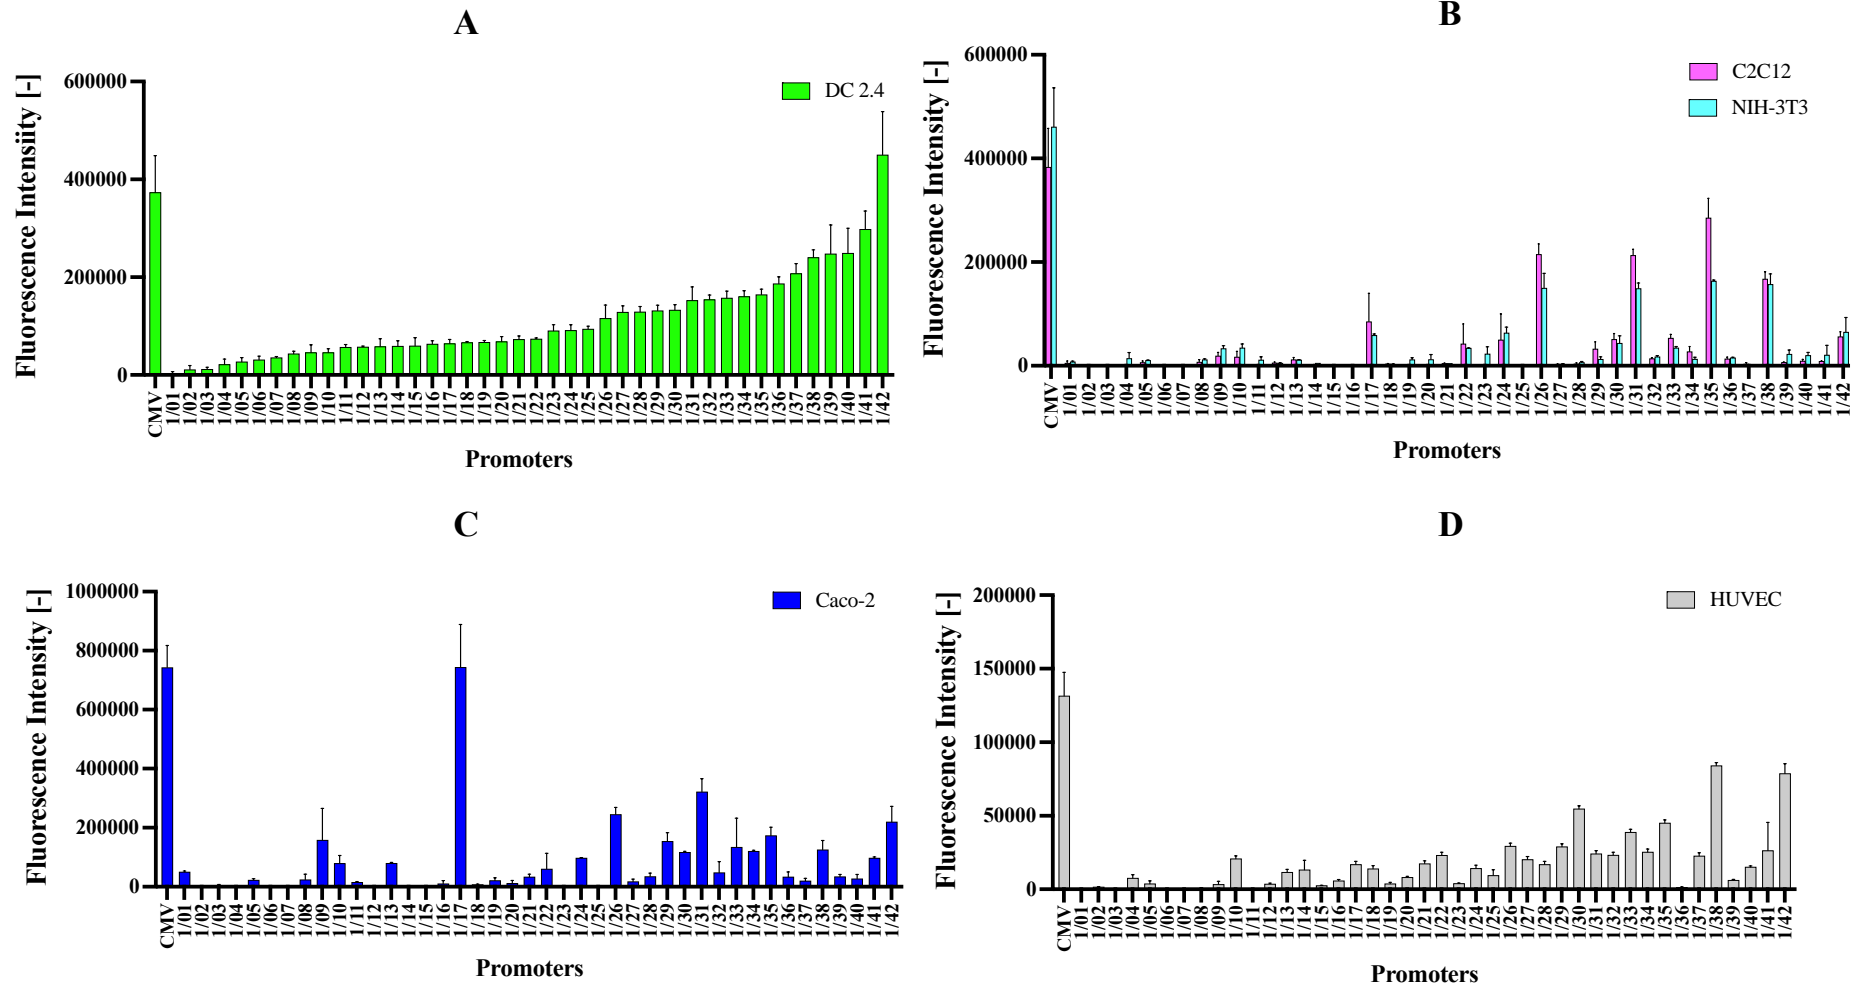 A
Fluorescence Intensiity [-]
600000
400000
200000
0
DC 2.4
CMV 1/01 1/02 1/03 1/04 1/05 1/06 1/07 1/08 1/09 1/10 1/11 1/12 1/13 1/14 1/15 1/16 1/17 1/18 1/19 1/20 1/21 1/22 1/23 1/24 1/25 1/26 1/27 1/28 1/29 1/30 1/31 1/32 1/33 1/34 1/35 1/36 1/37 1/38 1/39 1/40 1/41 1/42
Promoters
B
Fluorescence Intensity [-]
600000
400000
200000
0
C2C12
NIH-3T3
CMV 1/01 1/02 1/03 1/04 1/05 1/06 1/07 1/08 1/09 1/10 1/11 1/12 1/13 1/14 1/15 1/16 1/17 1/18 1/19 1/20 1/21 1/22 1/23 1/24 1/25 1/26 1/27 1/28 1/29 1/30 1/31 1/32 1/33 1/34 1/35 1/36 1/37 1/38 1/39 1/40 1/41 1/42
Promoters
C
Fluorescence Intensity [-]
1000000
800000
600000
400000
200000
0
Caco-2
CMV 1/01 1/02 1/03 1/04 1/05 1/06 1/07 1/08 1/09 1/10 1/11 1/12 1/13 1/14 1/15 1/16 1/17 1/18 1/19 1/20 1/21 1/22 1/23 1/24 1/25 1/26 1/27 1/28 1/29 1/30 1/31 1/32 1/33 1/34 1/35 1/36 1/37 1/38 1/39 1/40 1/41 1/42
Promoters
D
Fluorescence Intensity [-]
200000
150000
100000
50000
0
HUVEC
CMV 1/01 1/02 1/03 1/04 1/05 1/06 1/07 1/08 1/09 1/10 1/11 1/12 1/13 1/14 1/15 1/16 1/17 1/18 1/19 1/20 1/21 1/22 1/23 1/24 1/25 1/26 1/27 1/28 1/29 1/30 1/31 1/32 1/33 1/34 1/35 1/36 1/37 1/38 1/39 1/40 1/41 1/42
Promoters